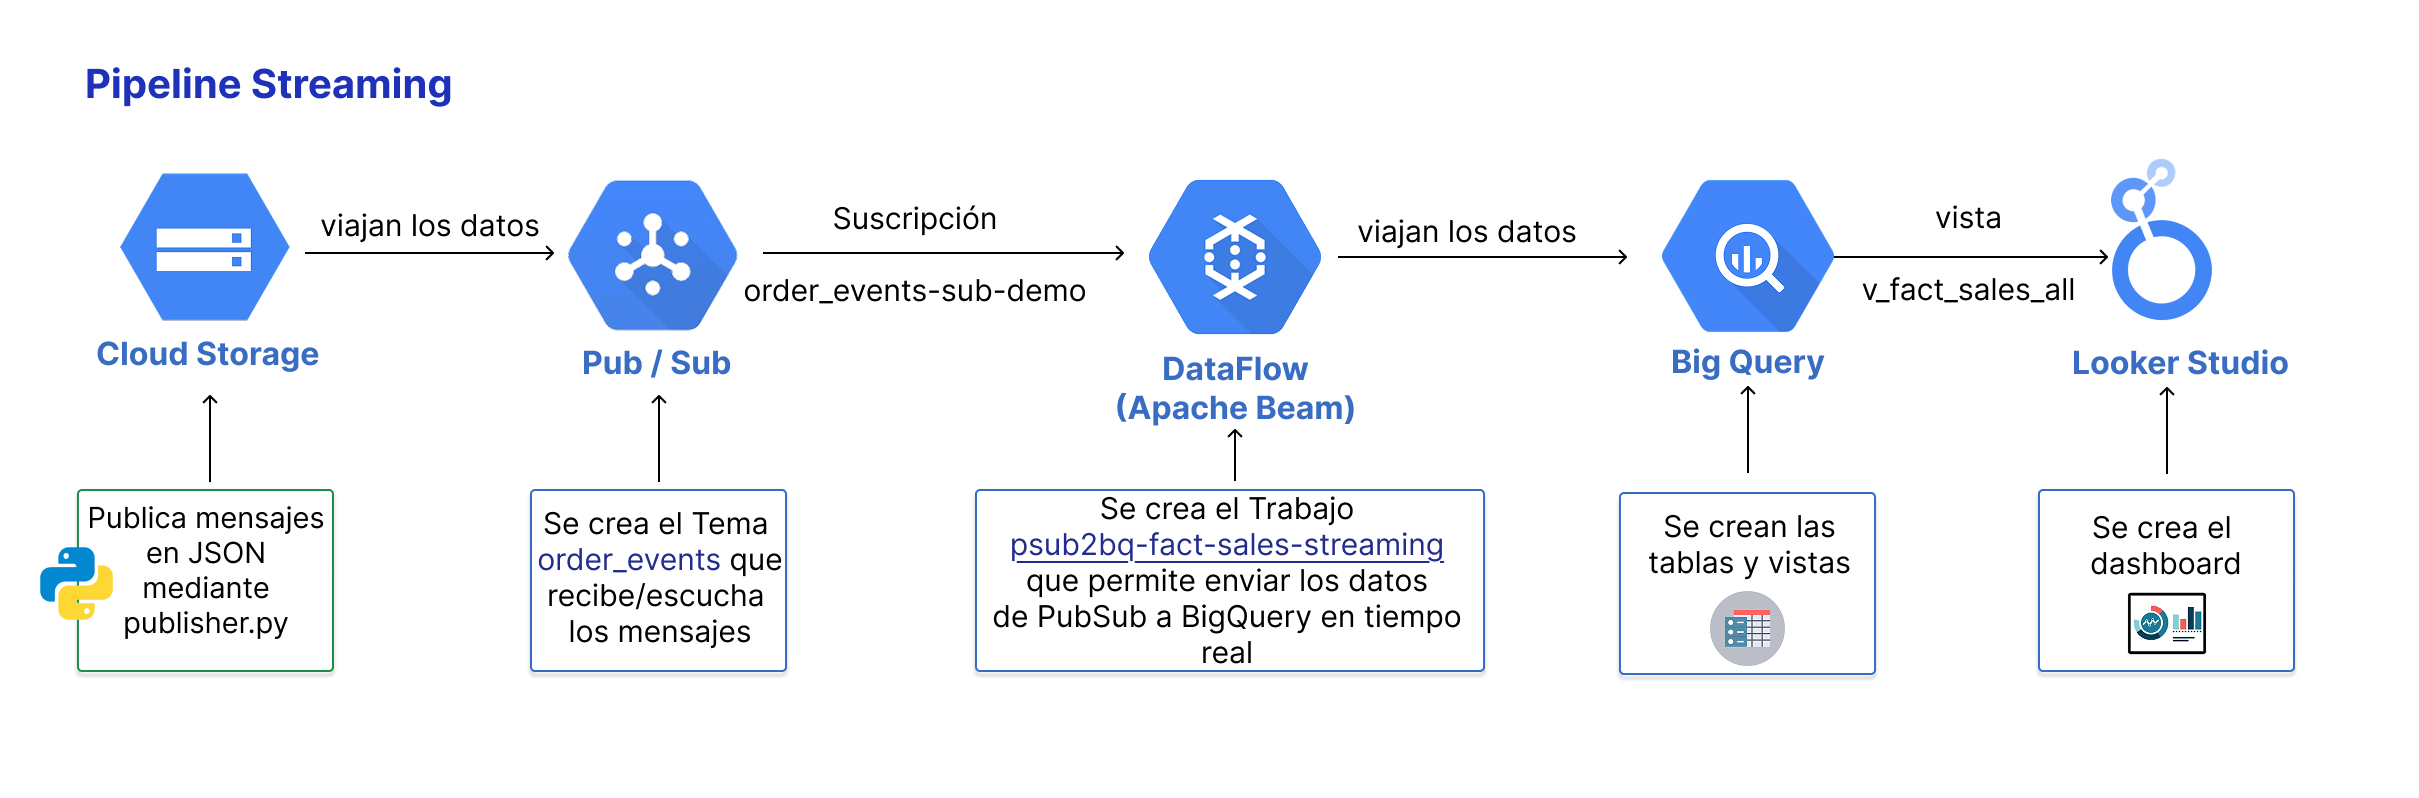 Pipeline Streaming
viajan los datos
Suscripción
order_events-sub-demo
viajan los datos
vista
v_fact_sales_all
Cloud Storage
Pub / Sub
DataFlow
(Apache Beam)
Big Query
Looker Studio
Publica mensajes
en JSON
mediante
publisher.py
Se crea el Tema
order_events que
recibe/escucha
los mensajes
Se crea el Trabajo
psub2bq-fact-sales-streaming
que permite enviar los datos
de PubSub a BigQuery en tiempo
real
Se crean las
tablas y vistas
Se crea el
dashboard